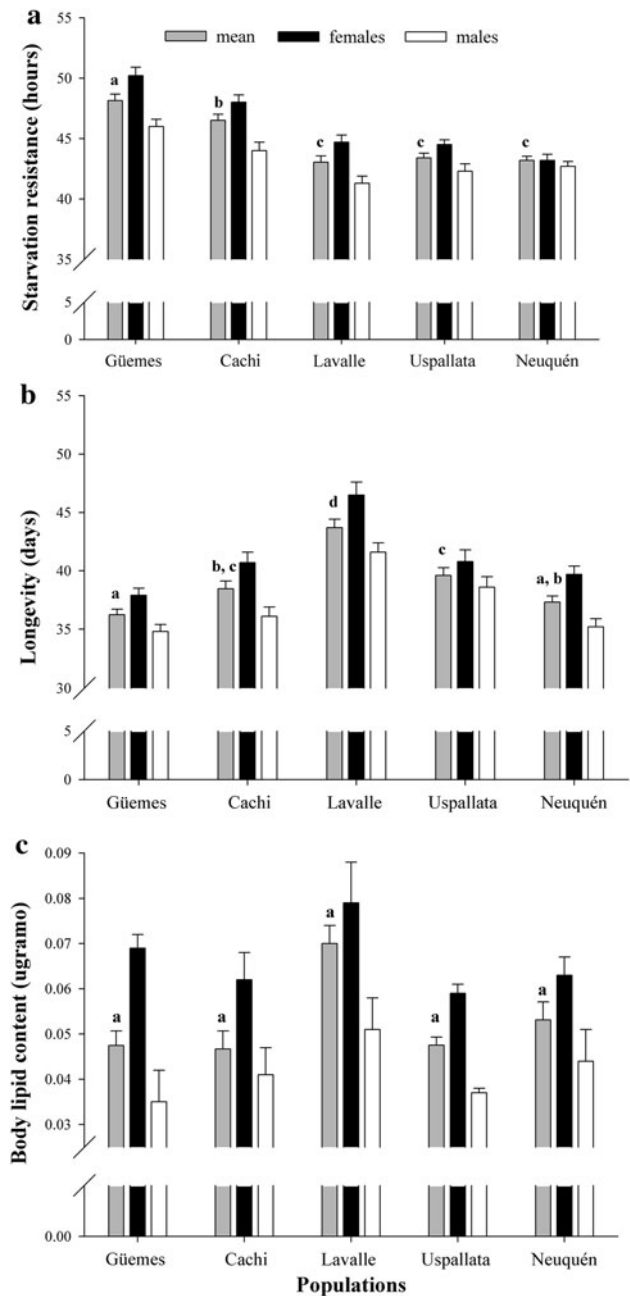 a
mean females males
Starvation resistance (hours)
55
50
45
40
35
5
0
a
b
c
c
c
Güemes Cachi Lavalle Uspallata Neuquén
b
Longevity (days)
55
50
45
40
35
30
5
0
a
b, c
d
c
a, b
Güemes Cachi Lavalle Uspallata Neuquén
c
Body lipid content (ugramo)
0.09
0.08
0.07
0.06
0.05
0.04
0.03
0.00
a
a
a
a
a
Güemes Cachi Lavalle Uspallata Neuquén
Populations